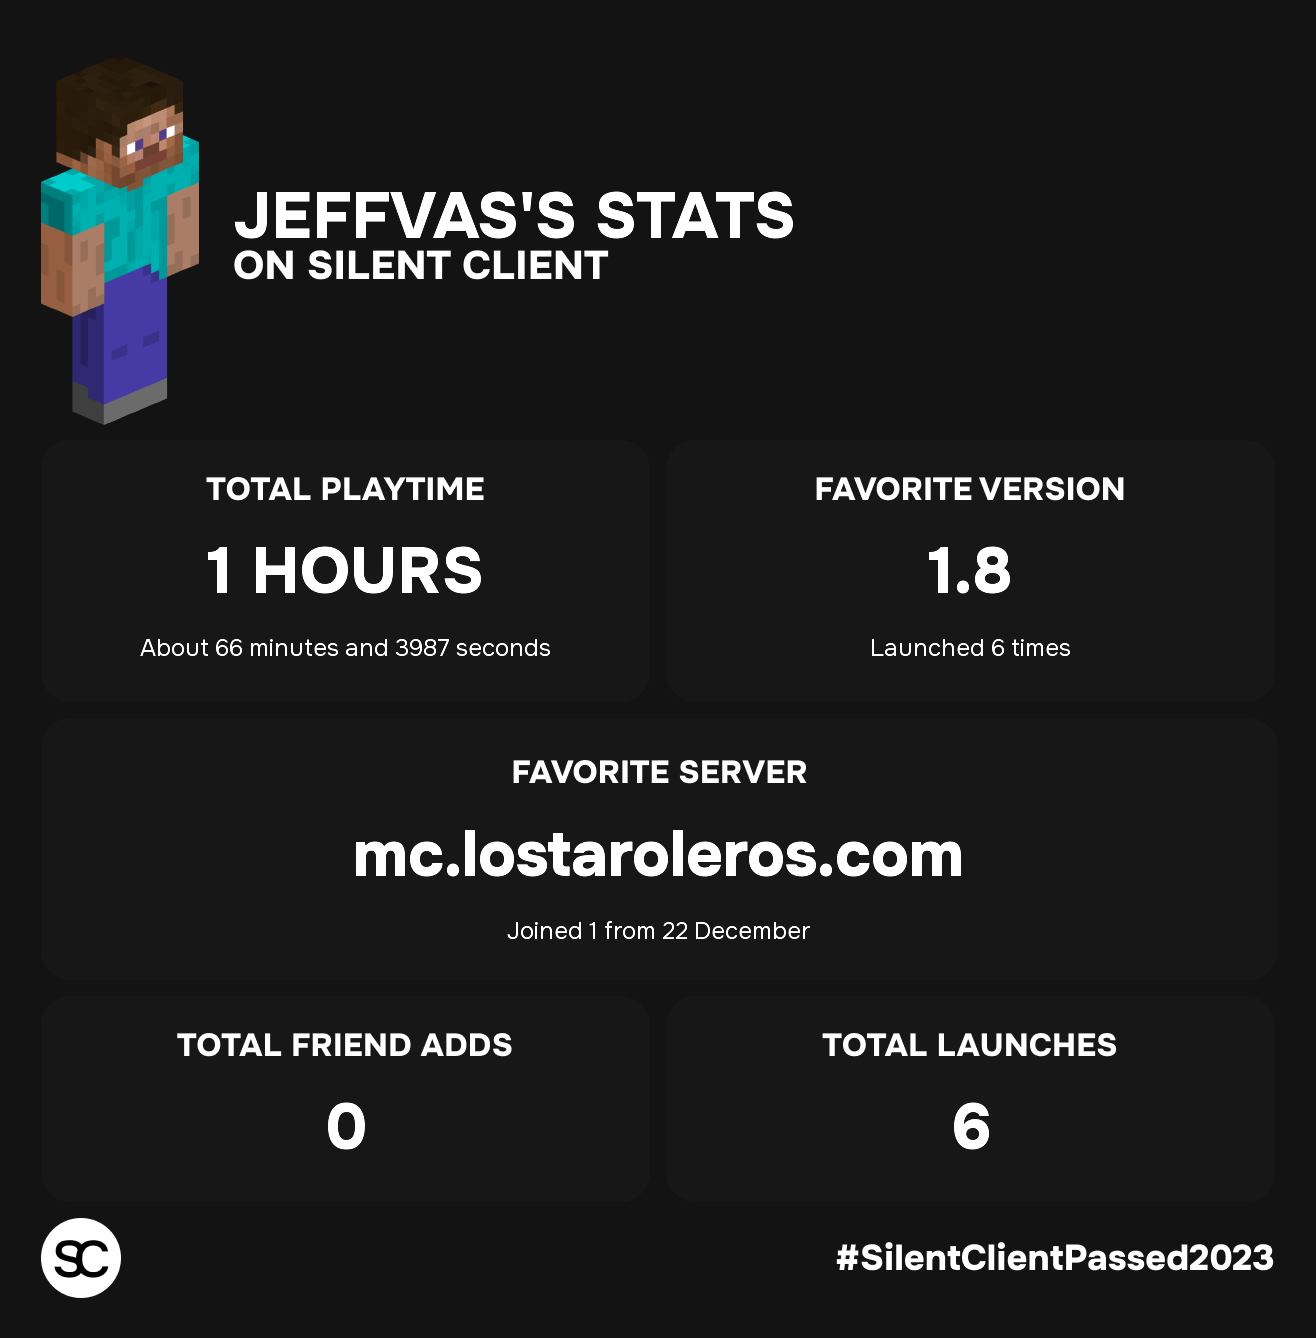 JEFFVAS'S STATS
ON SILENT CLIENT
TOTAL PLAYTIME
1 HOURS
About 66 minutes and 3987 seconds
FAVORITE VERSION
1.8
Launched 6 times
FAVORITE SERVER
mc.lostaroleros.com
Joined 1 from 22 December
TOTAL FRIEND ADDS
0
TOTAL LAUNCHES
6
SC
#SilentClientPassed2023